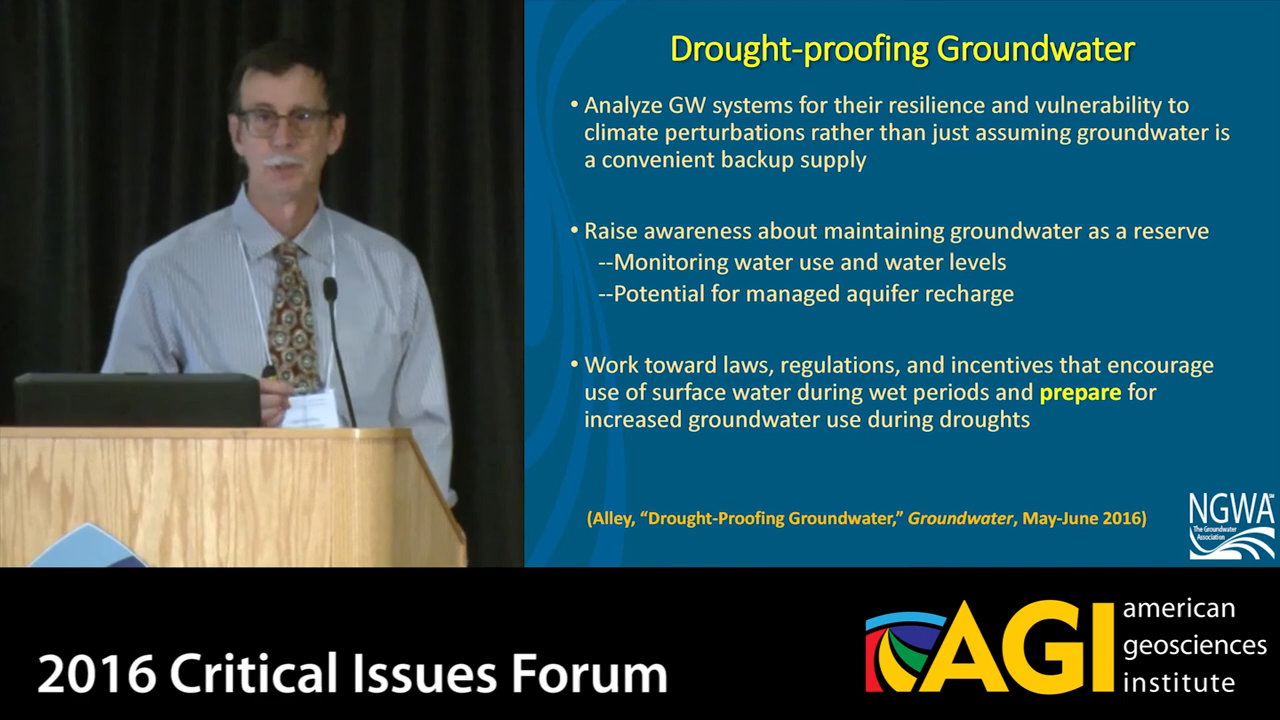 Drought-proofing Groundwater
• Analyze GW systems for their resilience and vulnerability to
climate perturbations rather than just assuming groundwater is
a convenient backup supply
• Raise awareness about maintaining groundwater as a reserve
--Monitoring water use and water levels
--Potential for managed aquifer recharge
• Work toward laws, regulations, and incentives that encourage
use of surface water during wet periods and prepare for
increased groundwater use during droughts
(Alley, “Drought-Proofing Groundwater,” Groundwater, May-June 2016)
NGWA
The Groundwater
Association
2016 Critical Issues Forum
AGI
american
geosciences
institute